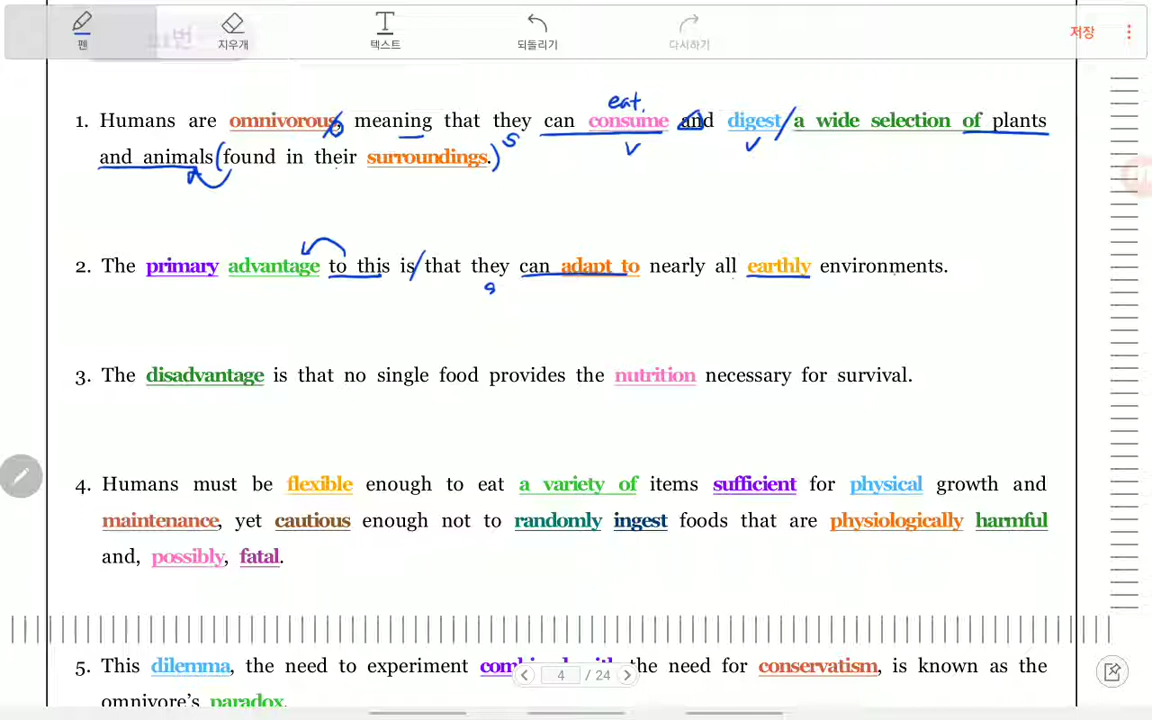 펜 지우개 텍스트 되돌리기 다시하기 저장
eat.
1. Humans are omnivorous, meaning that they can consume and digest a wide selection of plants
and animals found in their surroundings.
s
v v
2. The primary advantage to this is that they can adapt to nearly all earthly environments.
s
3. The disadvantage is that no single food provides the nutrition necessary for survival.
4. Humans must be flexible enough to eat a variety of items sufficient for physical growth and
maintenance, yet cautious enough not to randomly ingest foods that are physiologically harmful
and, possibly, fatal.
5. This dilemma, the need to experiment combined with the need for conservatism, is known as the
4 / 24
omnivore's paradox.